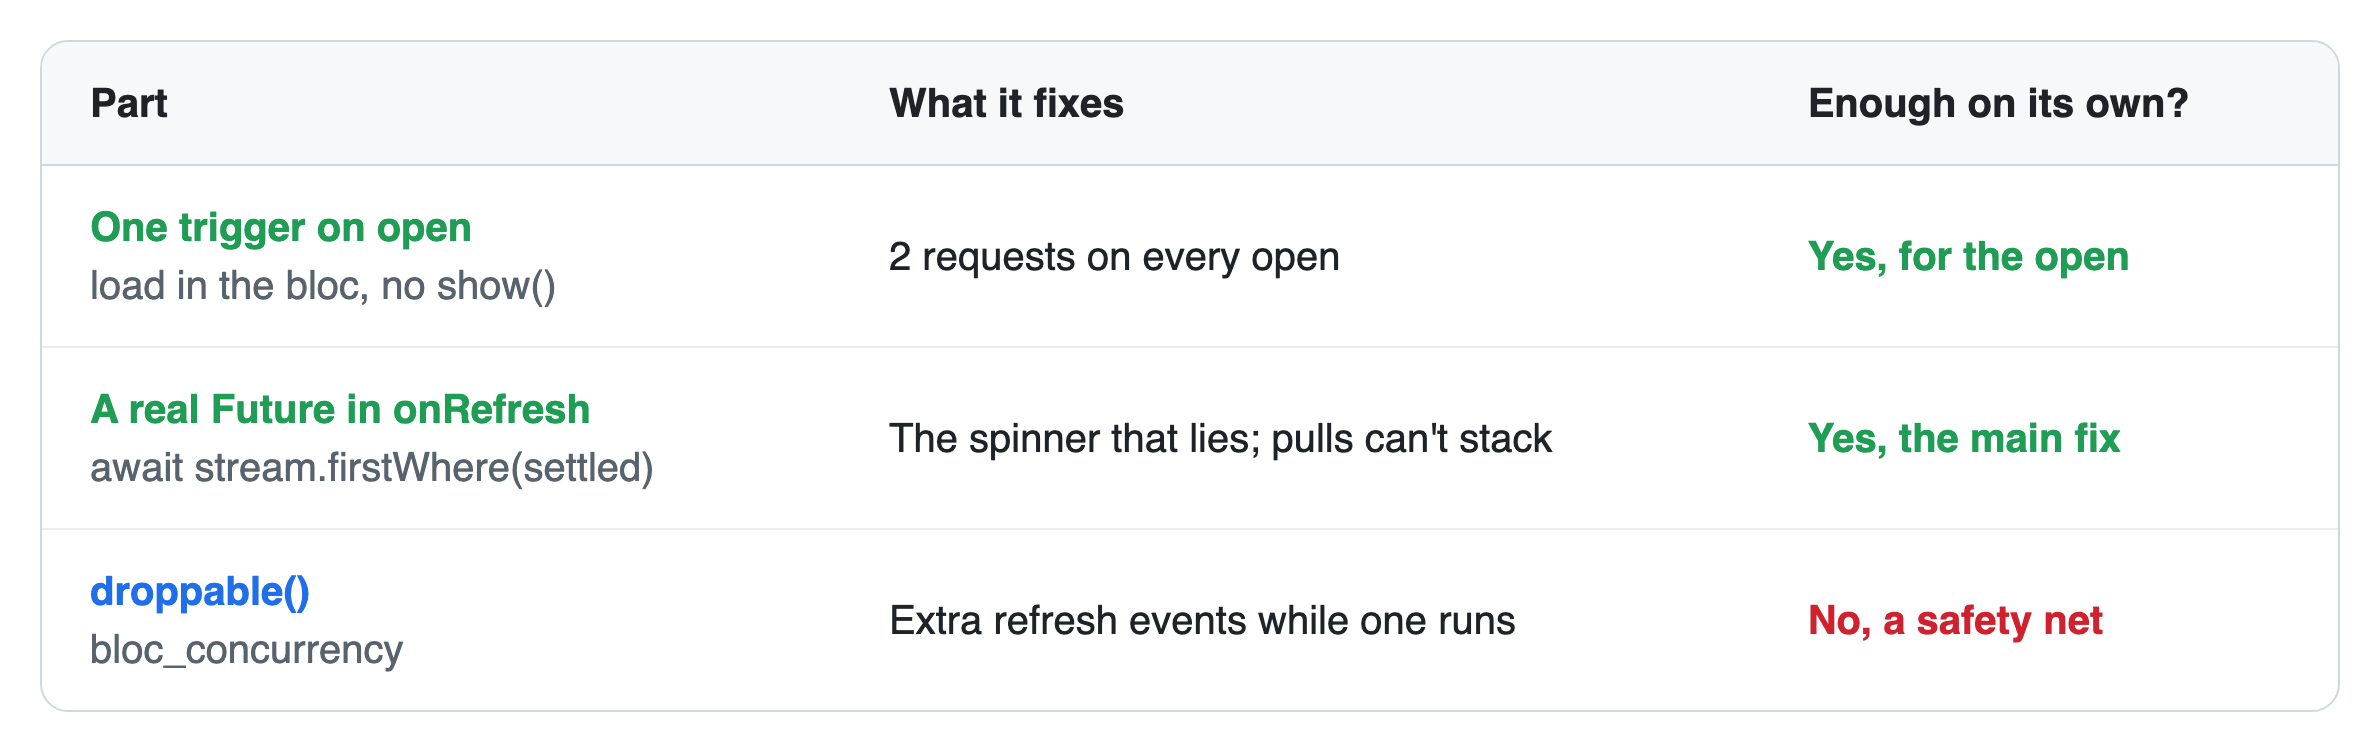 Part
What it fixes
Enough on its own?
One trigger on open
load in the bloc, no show()
2 requests on every open
Yes, for the open
A real Future in onRefresh
await stream.firstWhere(settled)
The spinner that lies; pulls can't stack
Yes, the main fix
droppable()
bloc_concurrency
Extra refresh events while one runs
No, a safety net